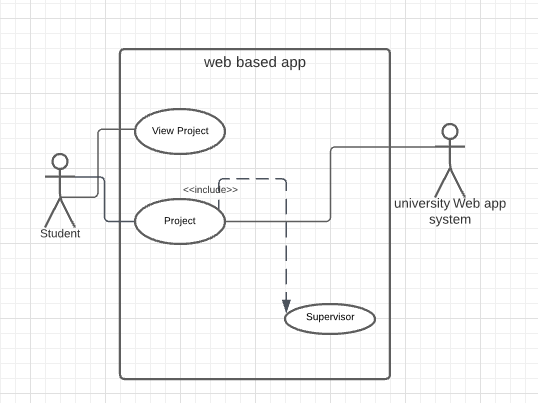 web based app
View Project
<<include>>
Project
Student
university Web app
system
Supervisor